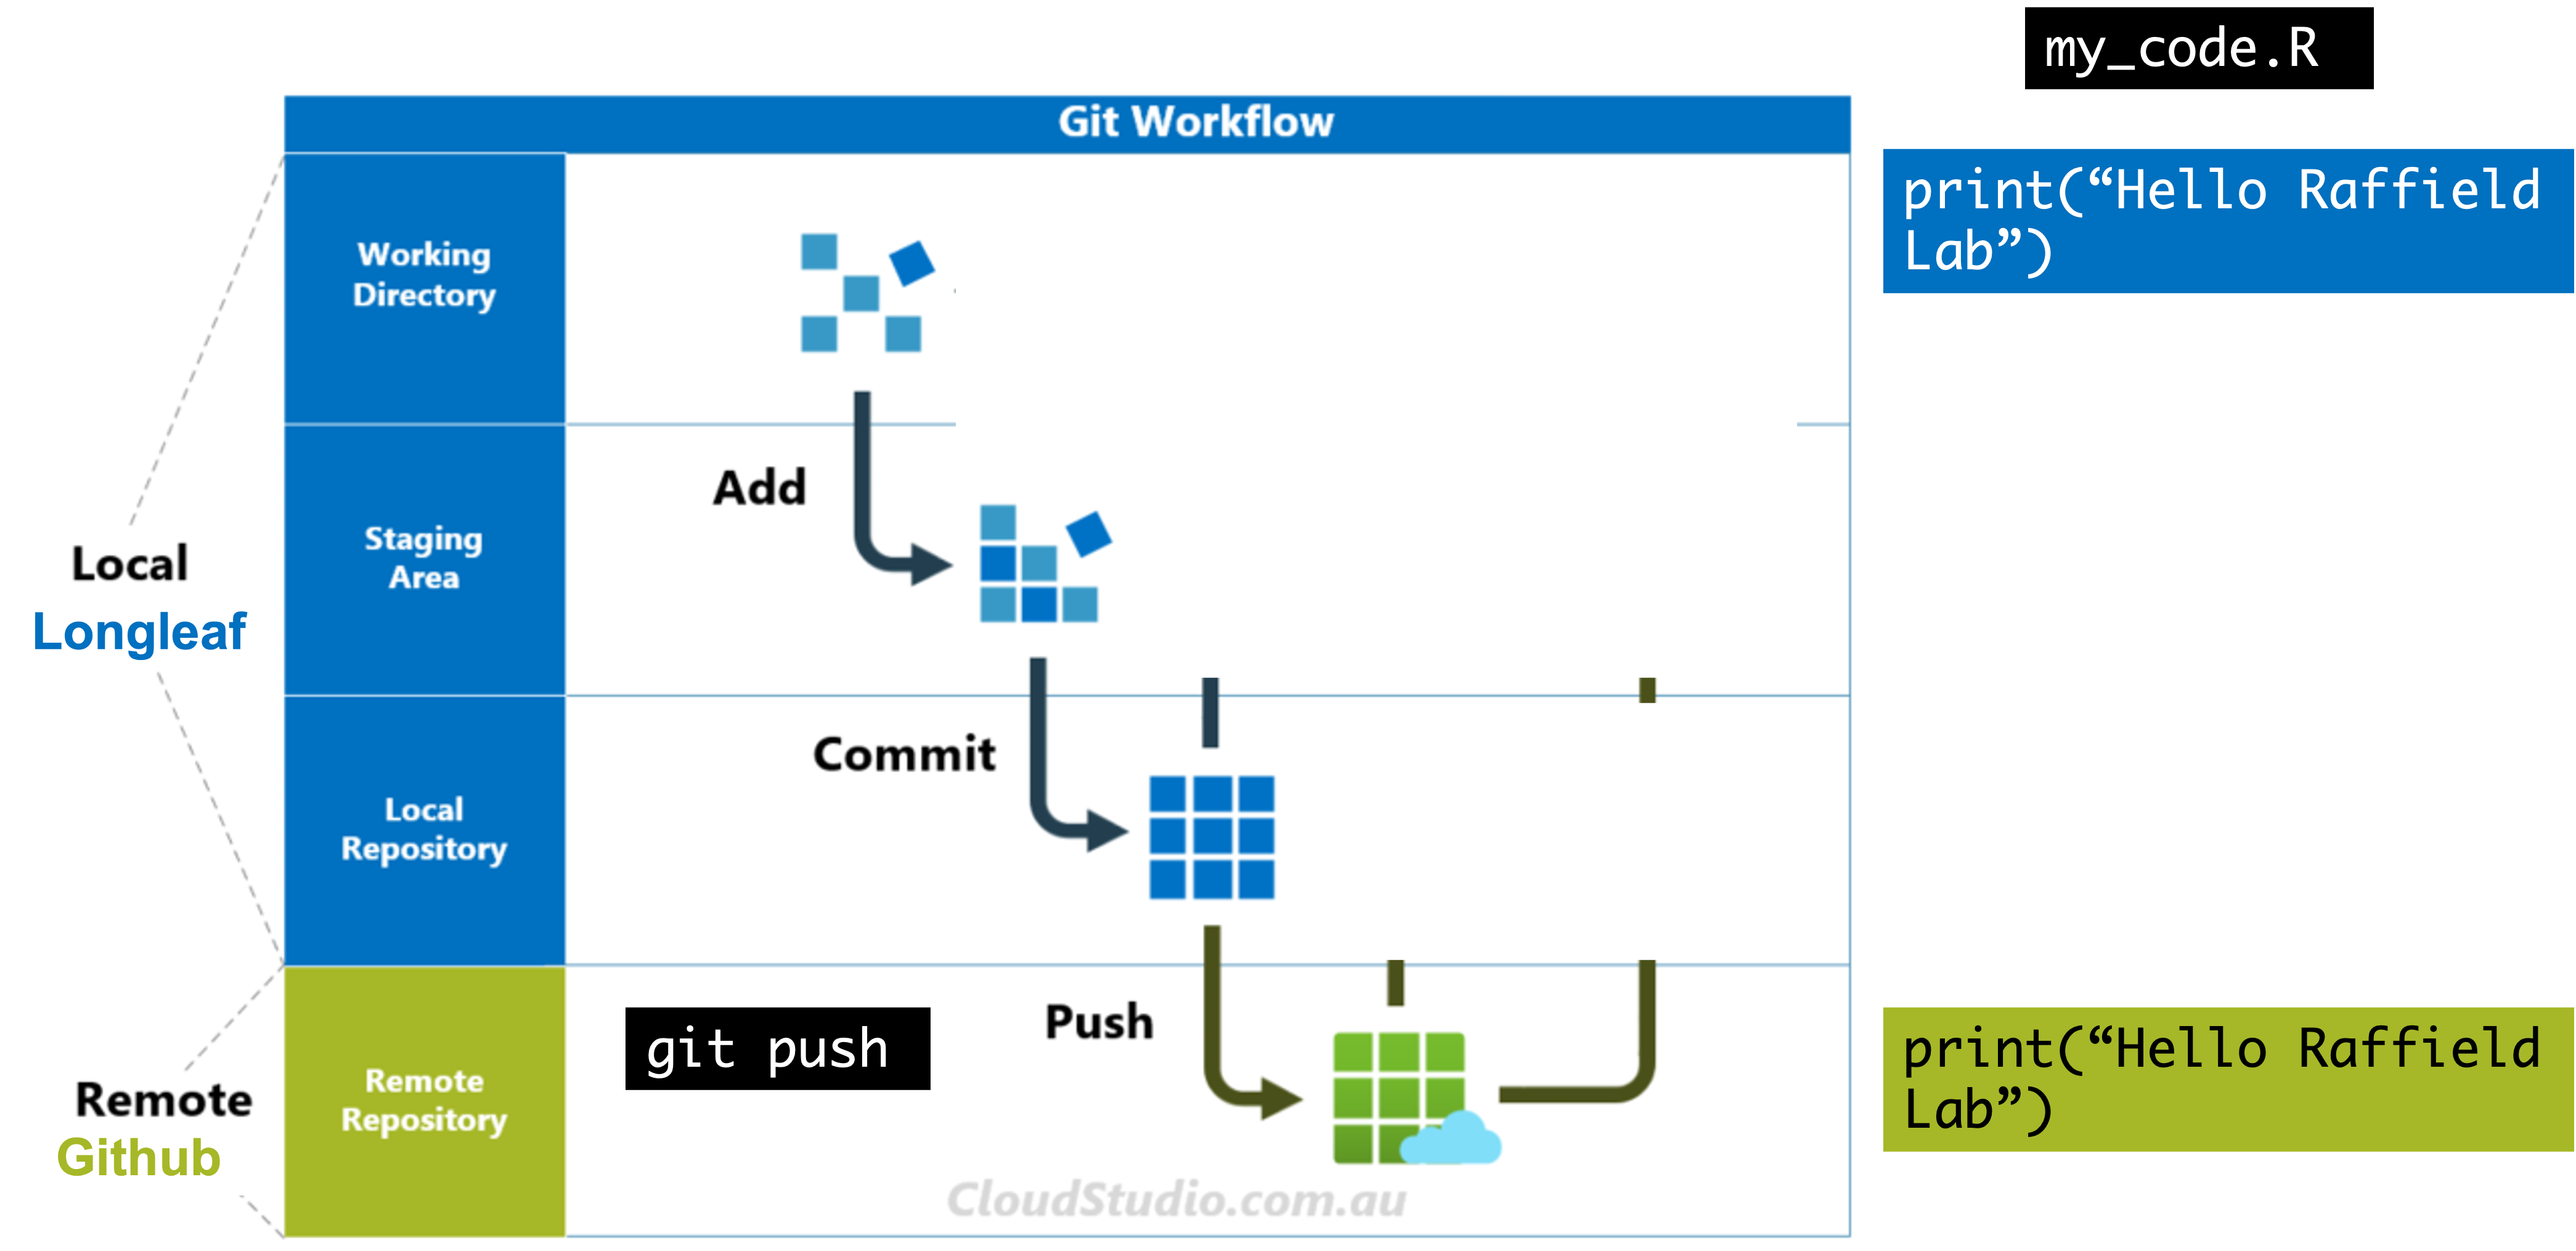 my_code.R
Git Workflow
Working
Directory
print(“Hello Raffield
Lab”)
Add
Staging
Area
Local
Longleaf
Commit
Local
Repository
Push
git push
Remote
Repository
Remote
Github
print(“Hello Raffield
Lab”)
CloudStudio.com.au